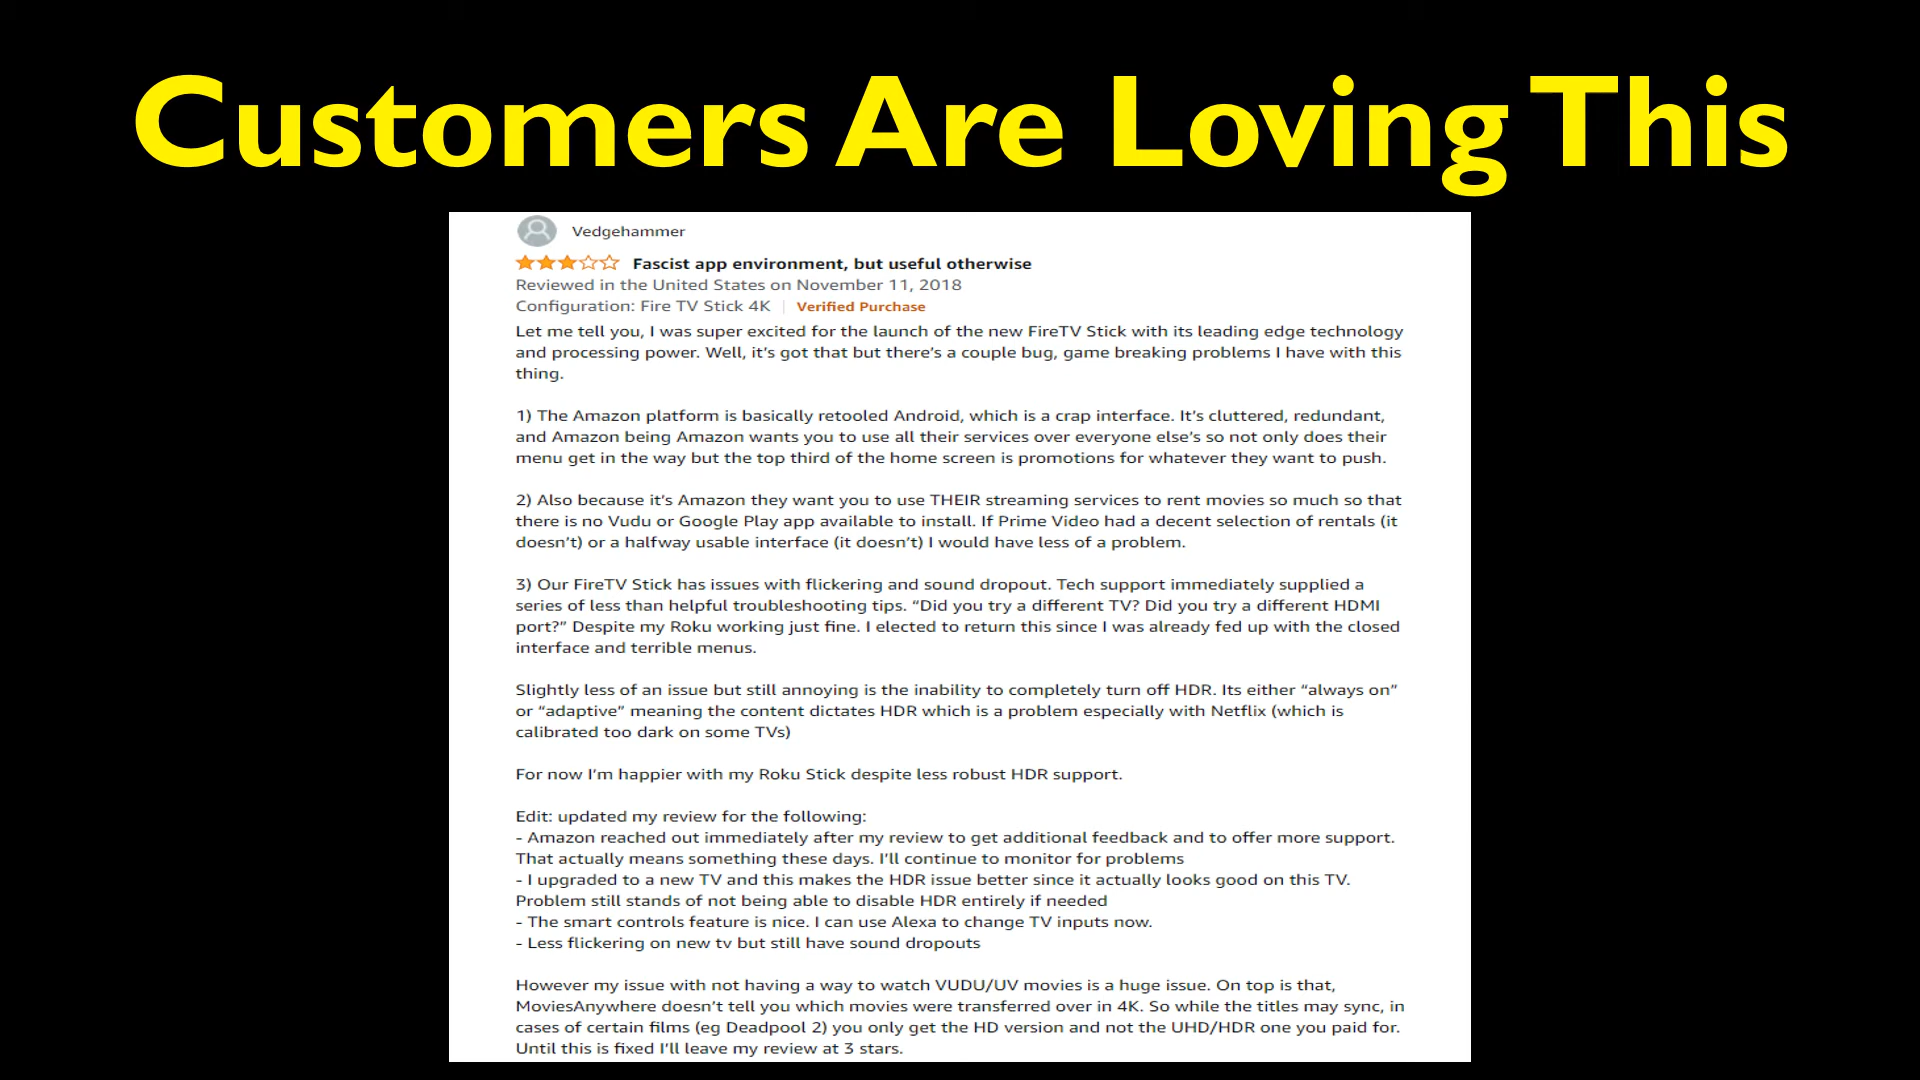 Customers Are Loving This
Vedgehammer
Fascist app environment, but useful otherwise
Reviewed in the United States on November 11, 2018
Configuration: Fire TV Stick 4K | Verified Purchase
Let me tell you, I was super excited for the launch of the new FireTV Stick with its leading edge technology
and processing power. Well, it's got that but there's a couple bug, game breaking problems I have with this
thing.
1) The Amazon platform is basically retooled Android, which is a crap interface. It's cluttered, redundant,
and Amazon being Amazon wants you to use all their services over everyone else's so not only does their
menu get in the way but the top third of the home screen is promotions for whatever they want to push.
2) Also because it's Amazon they want you to use THEIR streaming services to rent movies so much so that
there is no Vudu or Google Play app available to install. If Prime Video had a decent selection of rentals (it
doesn't) or a halfway usable interface (it doesn't) I would have less of a problem.
3) Our FireTV Stick has issues with flickering and sound dropout. Tech support immediately supplied a
series of less than helpful troubleshooting tips. “Did you try a different TV? Did you try a different HDMI
port?” Despite my Roku working just fine. I elected to return this since I was already fed up with the closed
interface and terrible menus.
Slightly less of an issue but still annoying is the inability to completely turn off HDR. Its either “always on”
or “adaptive” meaning the content dictates HDR which is a problem especially with Netflix (which is
calibrated too dark on some TVs)
For now I'm happier with my Roku Stick despite less robust HDR support.
Edit: updated my review for the following:
- Amazon reached out immediately after my review to get additional feedback and to offer more support.
That actually means something these days. I'll continue to monitor for problems
- I upgraded to a new TV and this makes the HDR issue better since it actually looks good on this TV.
Problem still stands of not being able to disable HDR entirely if needed
- The smart controls feature is nice. I can use Alexa to change TV inputs now.
- Less flickering on new tv but still have sound dropouts
However my issue with not having a way to watch VUDU/UV movies is a huge issue. On top is that,
MoviesAnywhere doesn't tell you which movies were transferred over in 4K. So while the titles may sync, in
cases of certain films (eg Deadpool 2) you only get the HD version and not the UHD/HDR one you paid for.
Until this is fixed I'll leave my review at 3 stars.